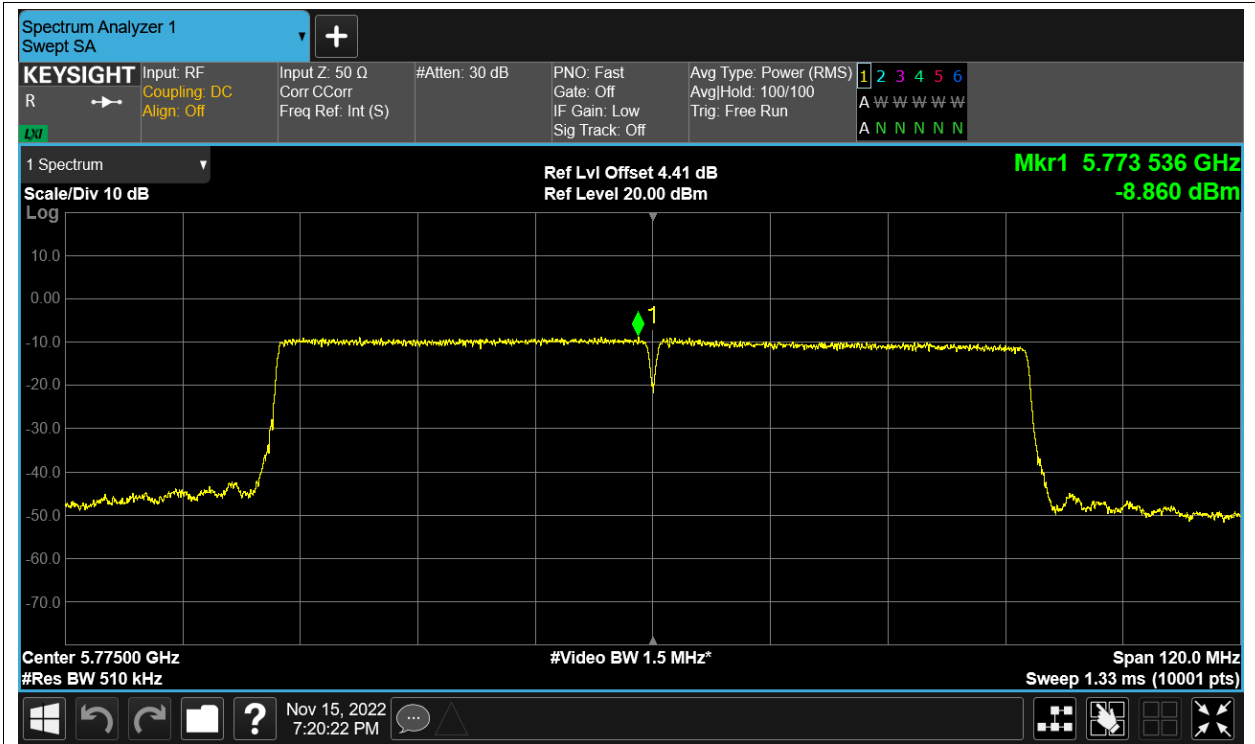 Spectrum Analyzer 1
Swept SA
KEYSIGHT
R
LXI
Input: RF
Coupling: DC
Align: Off
Input Z: 50 Ω
Corr CCorr
Freq Ref: Int (S)
#Atten: 30 dB
PNO: Fast
Gate: Off
IF Gain: Low
Sig Track: Off
Avg Type: Power (RMS)
Avg|Hold: 100/100
Trig: Free Run
1 2 3 4 5 6
A W W W W W
A N N N N N
1 Spectrum
Scale/Div 10 dB
Log
Ref Lvl Offset 4.41 dB
Ref Level 20.00 dBm
Mkr1 5.773 536 GHz
-8.860 dBm
10.0
0.00
-10.0
-20.0
-30.0
-40.0
-50.0
-60.0
-70.0
1
Center 5.77500 GHz
#Res BW 510 kHz
#Video BW 1.5 MHz*
Span 120.0 MHz
Sweep 1.33 ms (10001 pts)
?
Nov 15, 2022
7:20:22 PM